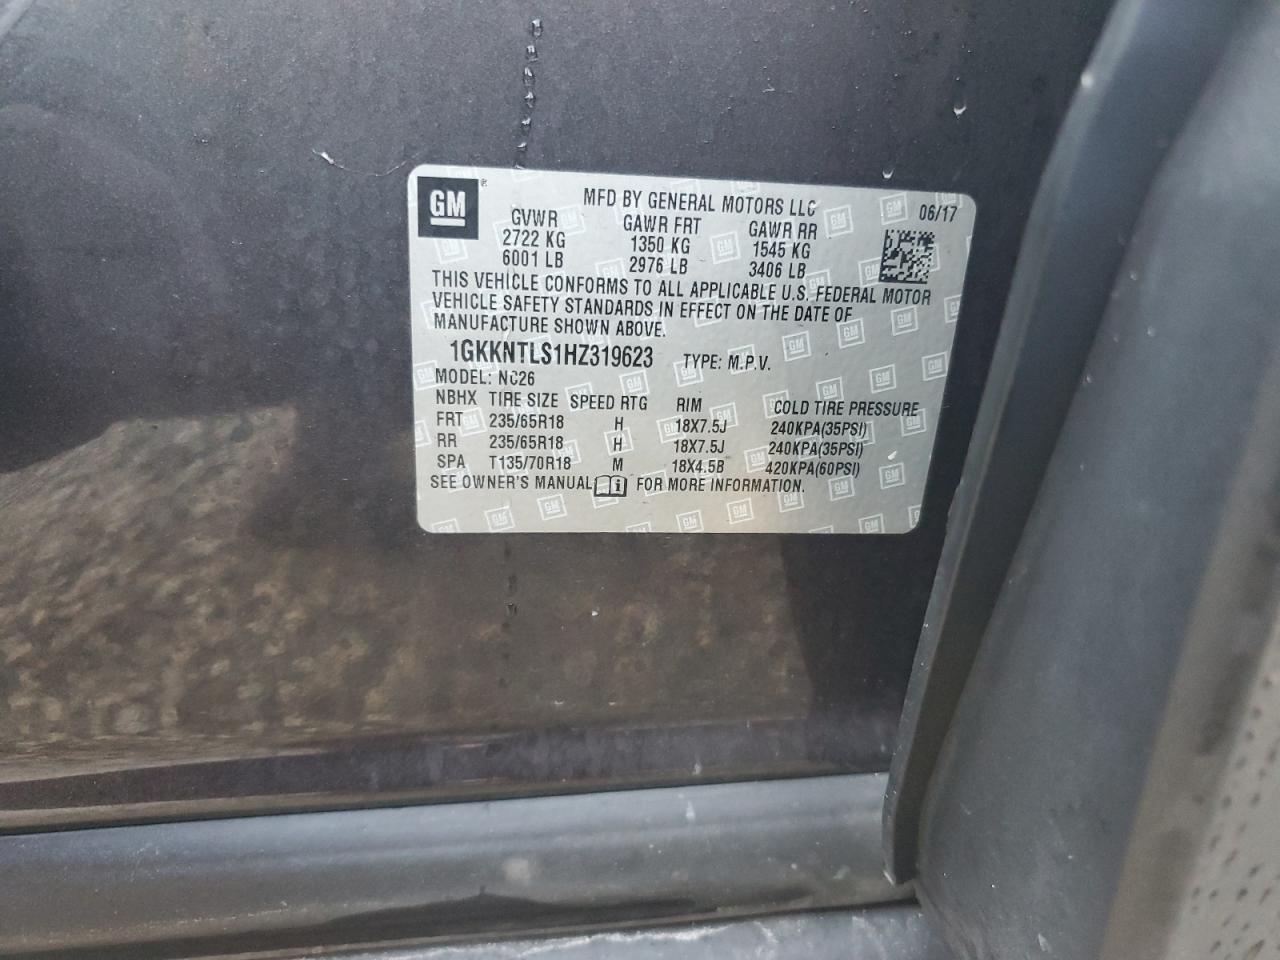 GM ®
MFD BY GENERAL MOTORS LLC 06/17
GVWR GAWR FRT GAWR RR
2722 KG 1350 KG 1545 KG
6001 LB 2976 LB 3406 LB
THIS VEHICLE CONFORMS TO ALL APPLICABLE U.S. FEDERAL MOTOR
VEHICLE SAFETY STANDARDS IN EFFECT ON THE DATE OF
MANUFACTURE SHOWN ABOVE.
1GKKNTLS1HZ319623 TYPE: M.P.V.
MODEL: NC26
NBHX TIRE SIZE SPEED RTG RIM COLD TIRE PRESSURE
FRT 235/65R18 H 18X7.5J 240KPA(35PSI)
RR 235/65R18 H 18X7.5J 240KPA(35PSI)
SPA T135/70R18 M 18X4.5B 420KPA(60PSI)
SEE OWNER'S MANUAL i FOR MORE INFORMATION.